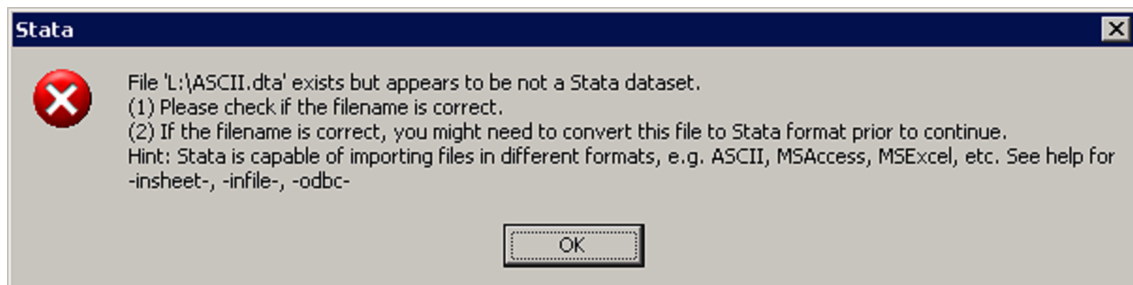 Stata
File 'L:\ASCII.dta' exists but appears to be not a Stata dataset.
(1) Please check if the filename is correct.
(2) If the filename is correct, you might need to convert this file to Stata format prior to continue.
Hint: Stata is capable of importing files in different formats, e.g. ASCII, MSAccess, MSExcel, etc. See help for
-insheet-, -infile-, -odbc-
OK